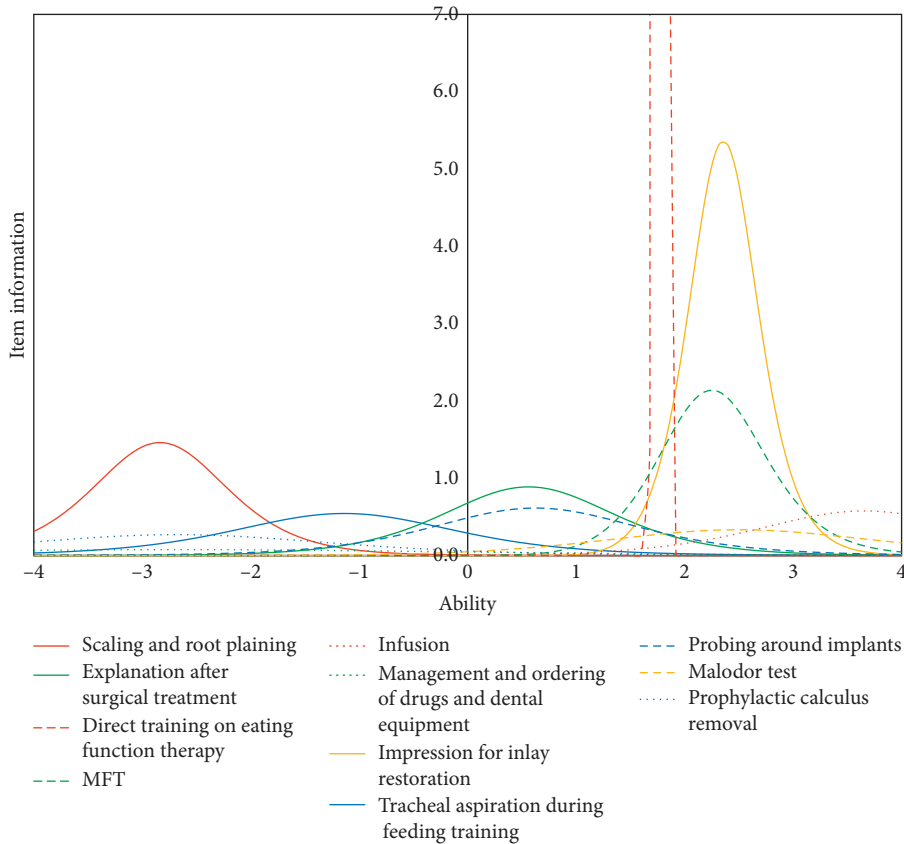 7.0
6.0
5.0
4.0
3.0
2.0
1.0
0.0
Item information
−4
−3
−2
−1
0
1
2
3
4
Ability
Scaling and root plaining
Explanation after
surgical treatment
Direct training on eating
function therapy
MFT
Infusion
Management and ordering
of drugs and dental
equipment
Impression for inlay
restoration
Tracheal aspiration during
feeding training
Probing around implants
Malodor test
Prophylactic calculus
removal